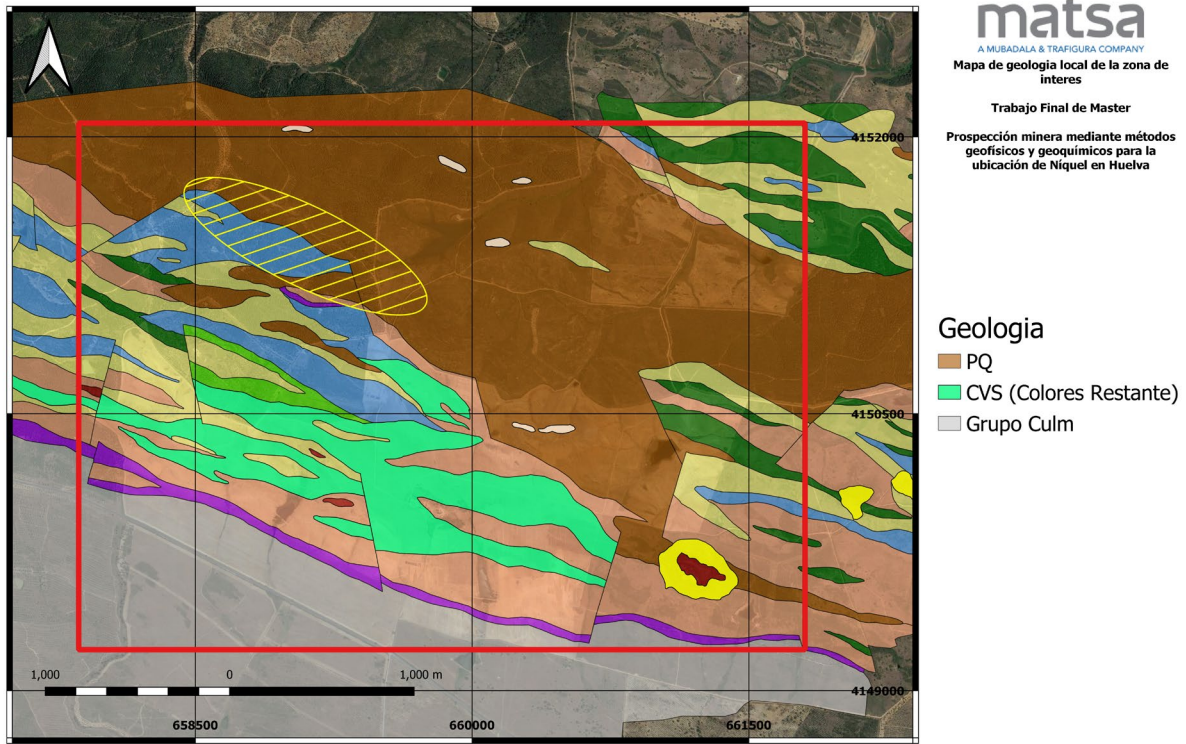 matsa
A MUBADALA & TRAFIGURA COMPANY
Mapa de geologia local de la zona de
interes
Trabajo Final de Master
Prospección minera mediante métodos
geofísicos y geoquímicos para la
ubicación de Níquel en Huelva
4152000
Geologia
PQ
CVS (Colores Restante)
Grupo Culm
4150500
1,000 0 1,000 m
4149000
658500 660000 661500